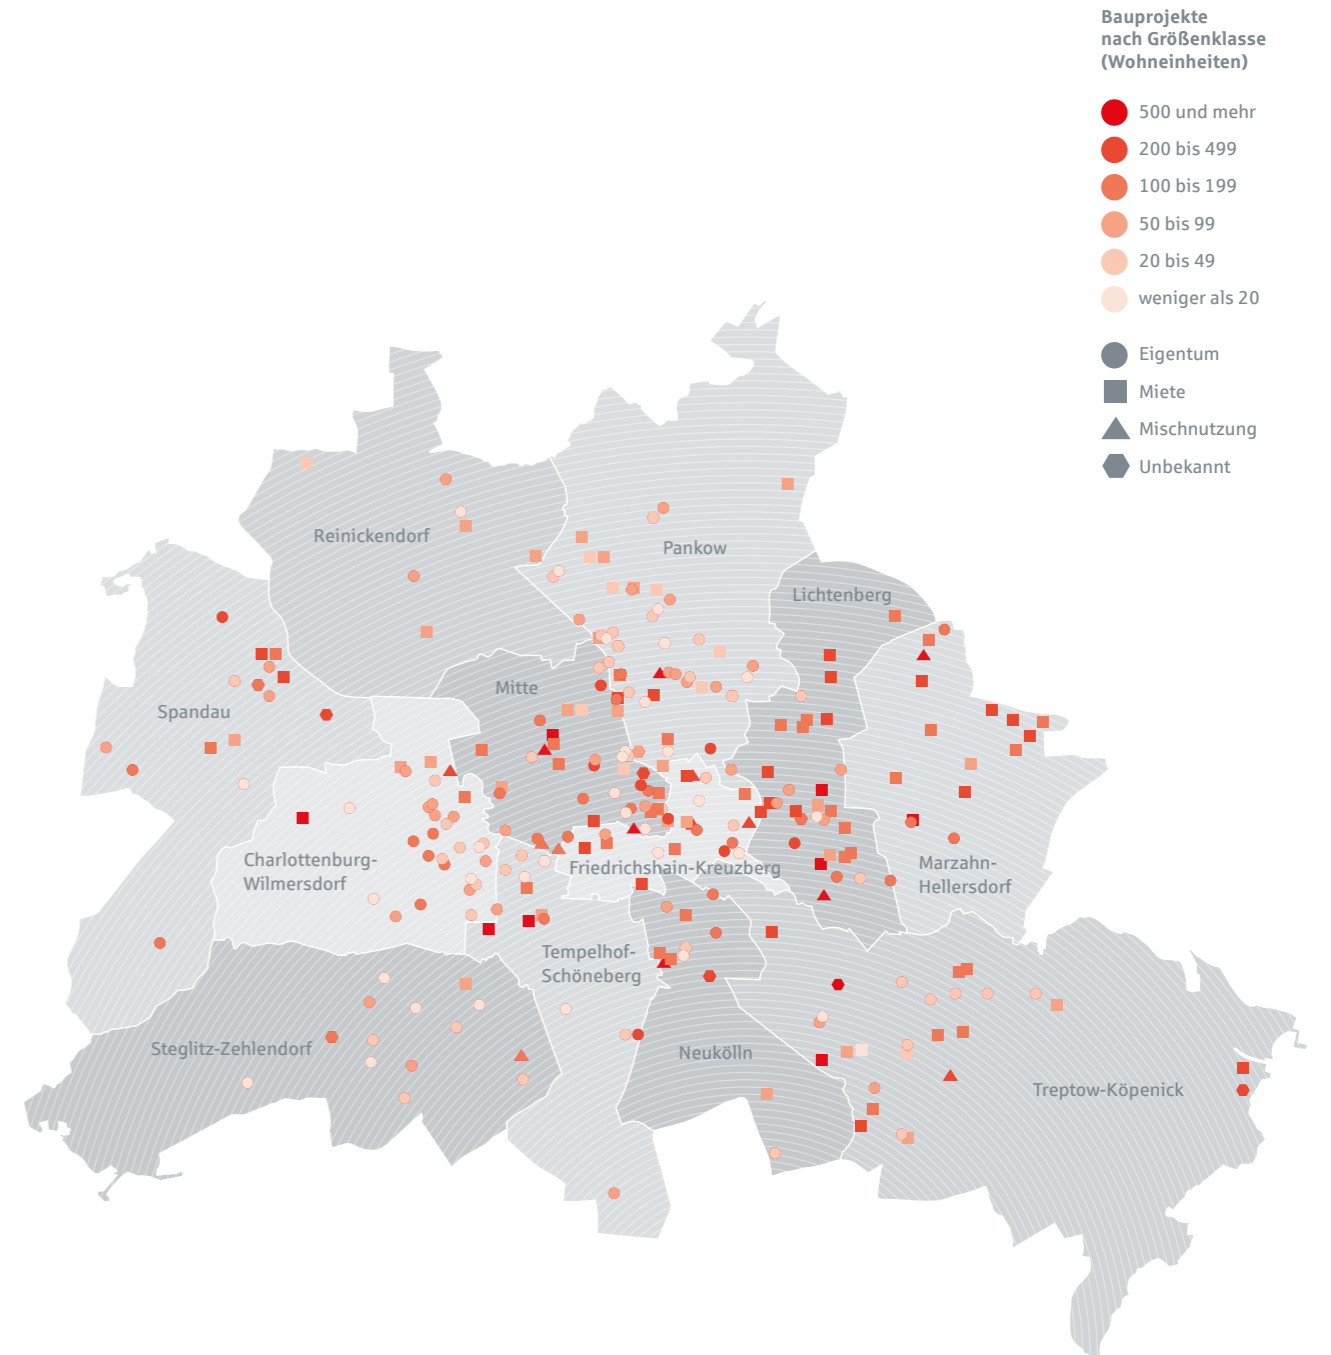 Bauprojekte
nach Größenklasse
(Wohneinheiten)
500 und mehr
200 bis 499
100 bis 199
50 bis 99
20 bis 49
weniger als 20
Eigentum
Miete
Mischnutzung
Unbekannt
Reinickendorf
Pankow
Lichtenberg
Mitte
Spandau
Charlottenburg-
Wilmersdorf
Friedrichshain-Kreuzberg
Marzahn-
Hellersdorf
Tempelhof-
Schöneberg
Steglitz-Zehlendorf
Neukölln
Treptow-Köpenick